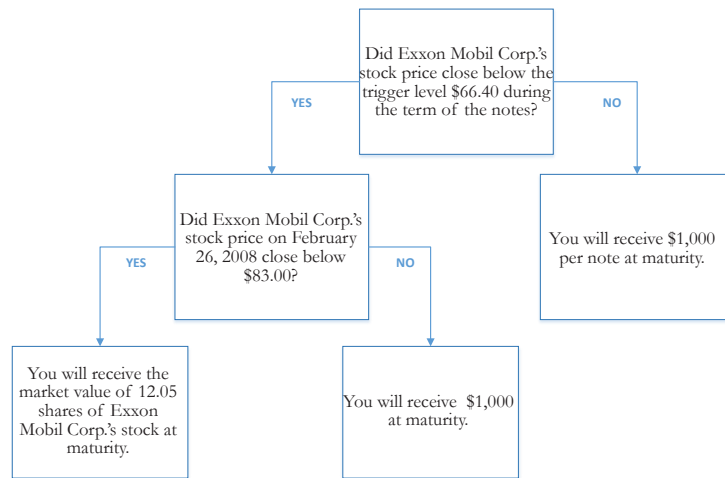 Did Exxon Mobil Corp.'s
stock price close below the
trigger level $66.40 during
the term of the notes?
YES
NO
Did Exxon Mobil Corp.'s
stock price on February
26, 2008 close below
$83.00?
You will receive $1,000
per note at maturity.
YES
NO
You will receive the
market value of 12.05
shares of Exxon
Mobil Corp.'s stock at
maturity.
You will receive $1,000
at maturity.